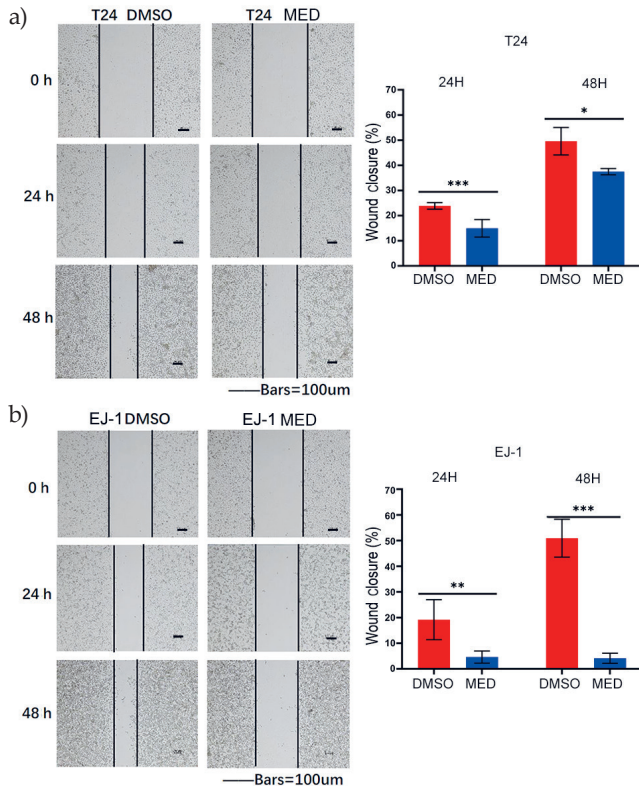 a)
T24 DMSO
T24 MED
0 h
24 h
48 h
——Bars=100um
T24
24H
48H
Wound closure (%)
70
60
50
40
30
20
10
0
***
*
DMSO
MED
DMSO
MED
b)
EJ-1 DMSO
EJ-1 MED
0 h
24 h
48 h
——Bars=100um
EJ-1
24H
48H
Wound closure (%)
70
60
50
40
30
20
10
0
**
***
DMSO
MED
DMSO
MED